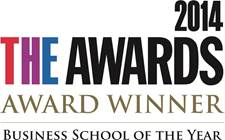 2014
THE AWARDS
AWARD WINNER
BUSINESS SCHOOL OF THE YEAR